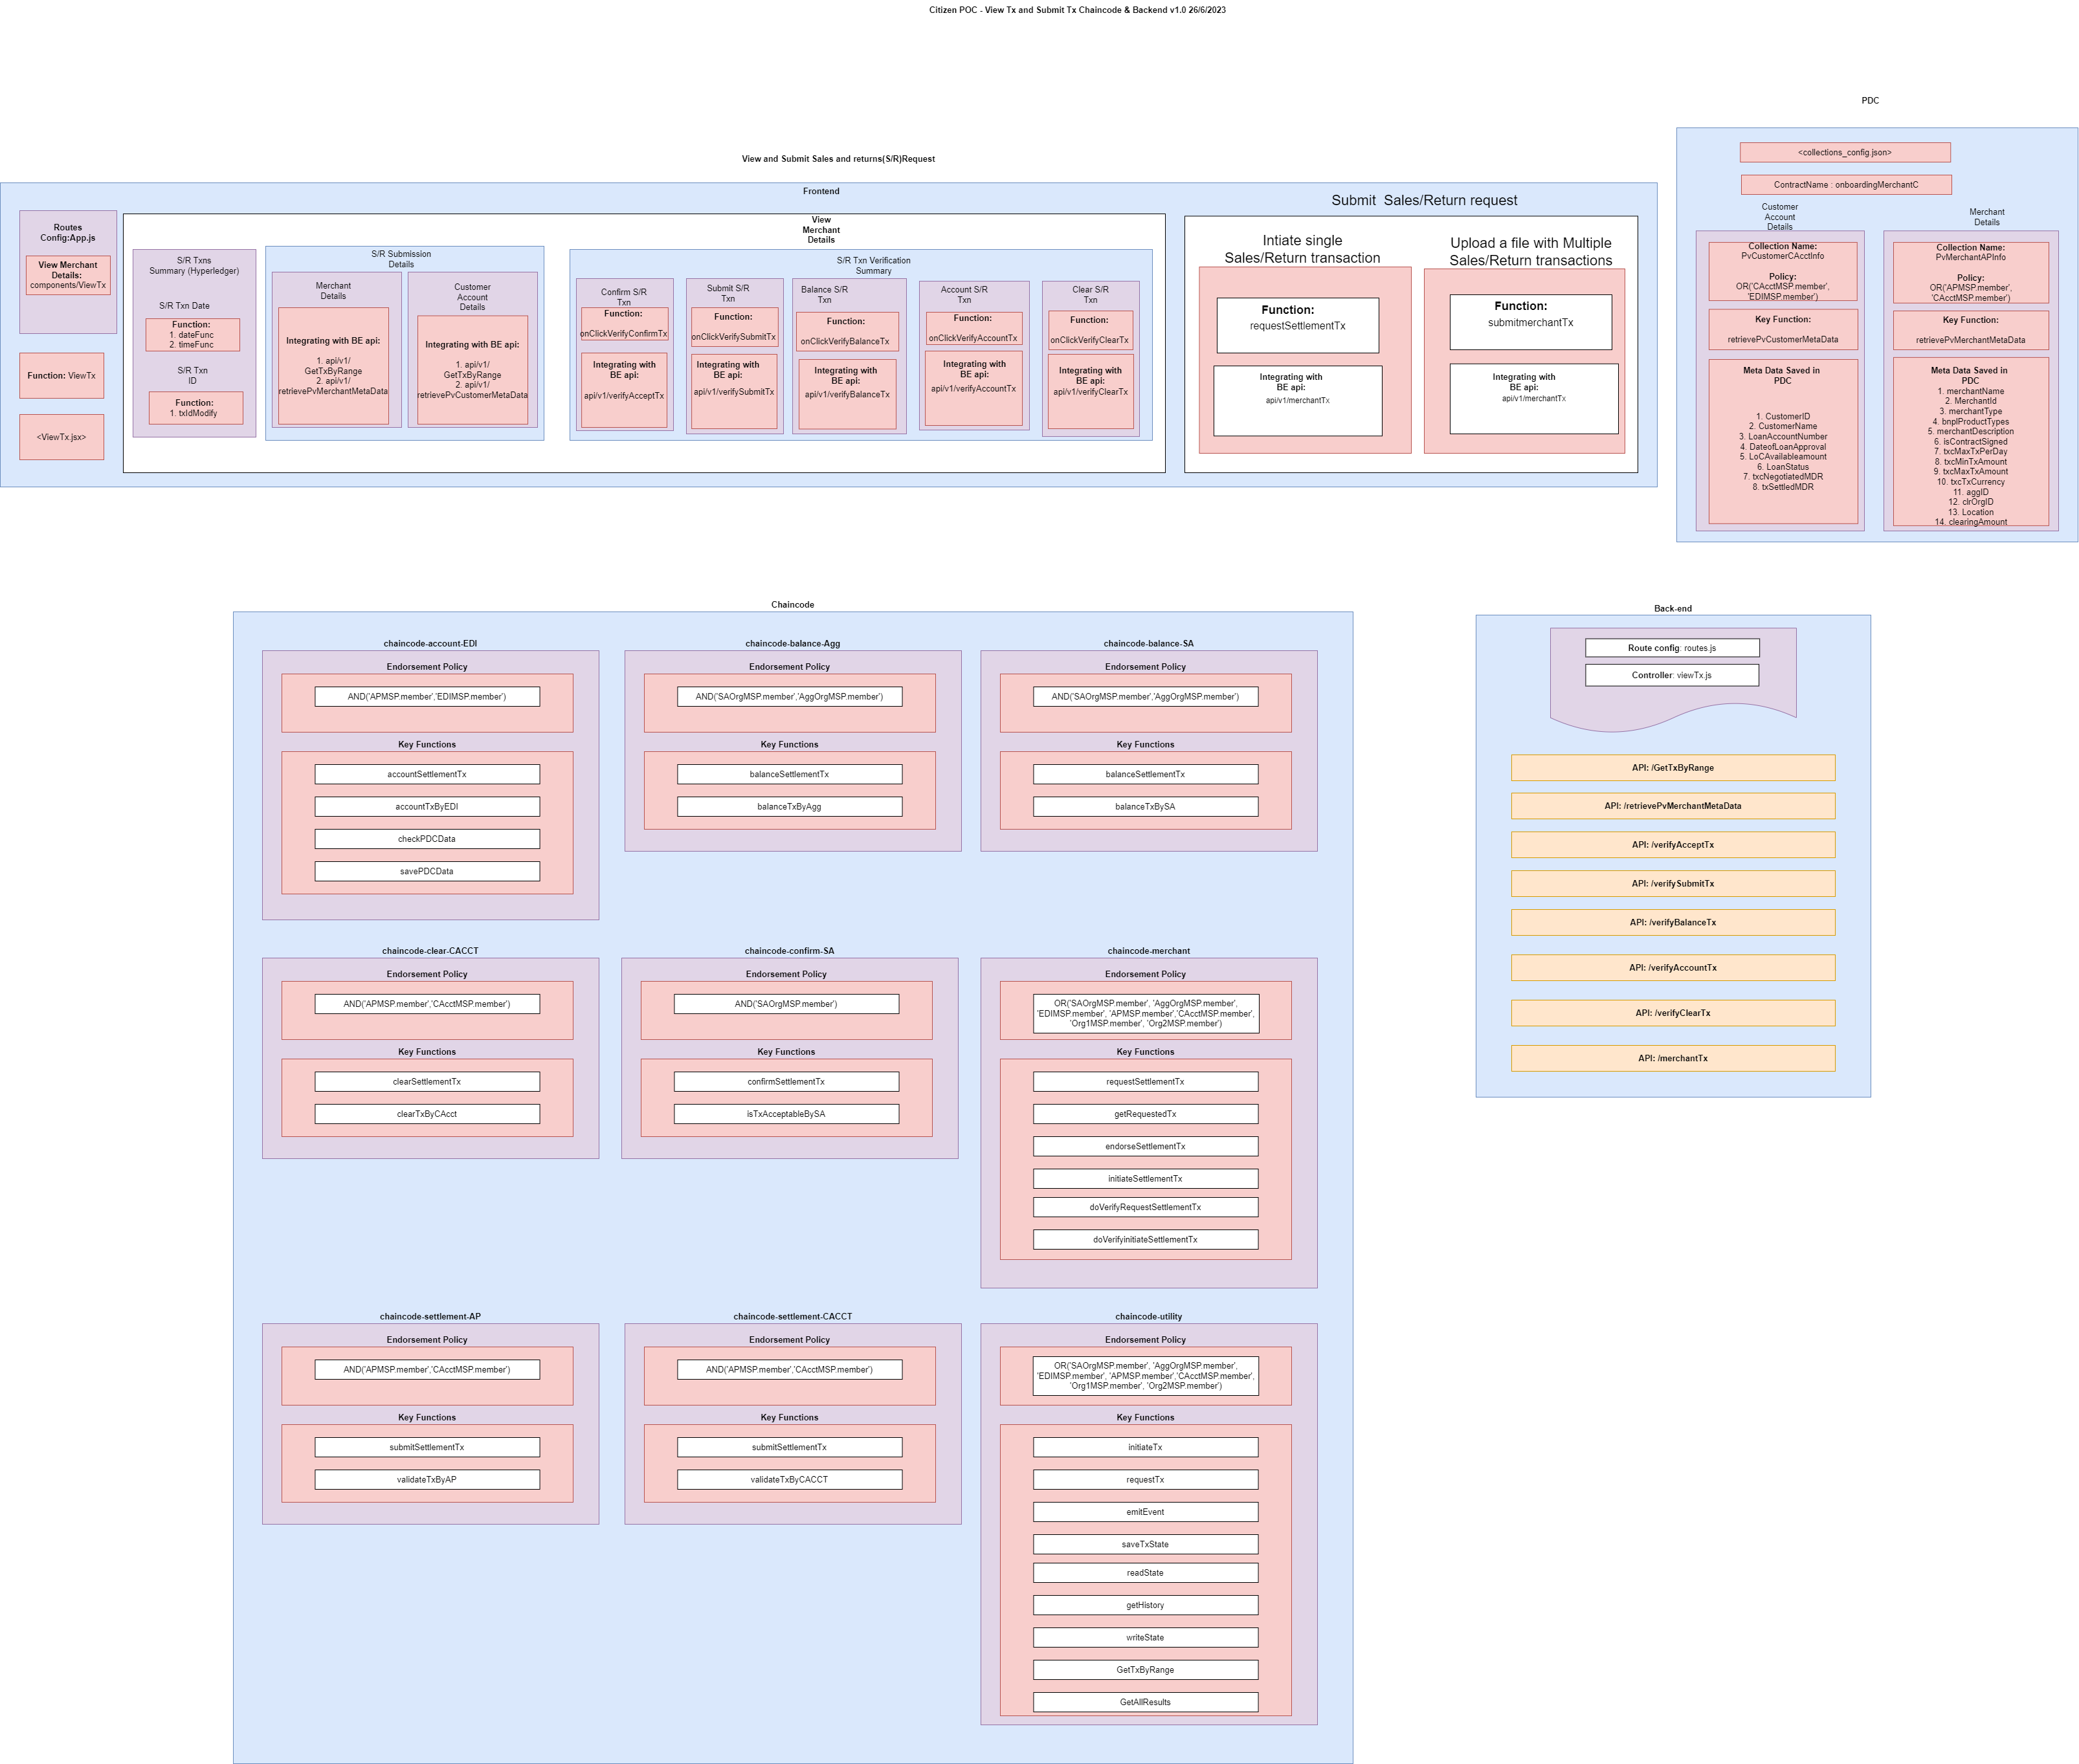 Citizen POC - View Tx and Submit Tx Chaincode & Backend v1.0 26/6/2023
View and Submit Sales and returns(S/R)Request
Frontend
Routes
Config:App.js
View Merchant
Details:
components/ViewTx
Function: ViewTx
<ViewTx.jsx>
View
Merchant
Details
S/R Txns
Summary (Hyperledger)
S/R Txn Date
Function:
1. dateFunc
2. timeFunc
S/R Txn
ID
Function:
1. txIdModify
S/R Submission
Details
Merchant
Details
Integrating with BE api:
1. api/v1/
GetTxByRange
2. api/v1/
retrievePvMerchantMetaData
Customer
Account
Details
Integrating with BE api:
1. api/v1/
GetTxByRange
2. api/v1/
retrievePvCustomerMetaData
S/R Txn Verification
Summary
Confirm S/R
Txn
Function:
onClickVerifyConfirmTx
Integrating with
BE api:
api/v1/verifyAcceptTx
Submit S/R
Txn
Function:
onClickVerifySubmitTx
Integrating with
BE api:
api/v1/verifySubmitTx
Balance S/R
Txn
Function:
onClickVerifyBalanceTx
Integrating with
BE api:
api/v1/verifyBalanceTx
Account S/R
Txn
Function:
onClickVerifyAccountTx
Integrating with
BE api:
api/v1/verifyAccountTx
Clear S/R
Txn
Function:
onClickVerifyClearTx
Integrating with
BE api:
api/v1/verifyClearTx
Submit Sales/Return request
Intiate single
Sales/Return transaction
Function:
requestSettlementTx
Integrating with
BE api:
api/v1/merchantTx
Upload a file with Multiple
Sales/Return transactions
Function:
submitmerchantTx
Integrating with
BE api:
api/v1/merchantTx
PDC
<collections_config.json>
ContractName : onboardingMerchantC
Customer
Account
Details
Collection Name:
PvCustomerCAcctInfo
Policy:
OR('CAcctMSP.member',
'EDIMSP.member')
Key Function:
retrievePvCustomerMetaData
Meta Data Saved in
PDC
1. CustomerID
2. CustomerName
3. LoanAccountNumber
4. DateofLoanApproval
5. LoCAvailableamount
6. LoanStatus
7. txcNegotiatedMDR
8. txSettledMDR
Merchant
Details
Collection Name:
PvMerchantAPInfo
Policy:
OR('APMSP.member',
'CAcctMSP.member')
Key Function:
retrievePvMerchantMetaData
Meta Data Saved in
PDC
1. merchantName
2. MerchantId
3. merchantType
4. bnplProductTypes
5. merchantDescription
6. isContractSigned
7. txcMaxTxPerDay
8. txcMinTxAmount
9. txcMaxTxAmount
10. txcTxCurrency
11. aggID
12. clrOrgID
13. Location
14. clearingAmount
Chaincode
chaincode-account-EDI
Endorsement Policy
AND('APMSP.member','EDIMSP.member')
Key Functions
accountSettlementTx
accountTxByEDI
checkPDCData
savePDCData
chaincode-balance-Agg
Endorsement Policy
AND('SAOrgMSP.member','AggOrgMSP.member')
Key Functions
balanceSettlementTx
balanceTxByAgg
chaincode-balance-SA
Endorsement Policy
AND('SAOrgMSP.member','AggOrgMSP.member')
Key Functions
balanceSettlementTx
balanceTxBySA
chaincode-clear-CACCT
Endorsement Policy
AND('APMSP.member','CAcctMSP.member')
Key Functions
clearSettlementTx
clearTxByCAcct
chaincode-confirm-SA
Endorsement Policy
AND('SAOrgMSP.member')
Key Functions
confirmSettlementTx
isTxAcceptableBySA
chaincode-merchant
Endorsement Policy
OR('SAOrgMSP.member', 'AggOrgMSP.member',
'EDIMSP.member', 'APMSP.member','CAcctMSP.member',
'Org1MSP.member', 'Org2MSP.member')
Key Functions
requestSettlementTx
getRequestedTx
endorseSettlementTx
initiateSettlementTx
doVerifyRequestSettlementTx
doVerifyinitiateSettlementTx
chaincode-settlement-AP
Endorsement Policy
AND('APMSP.member','CAcctMSP.member')
Key Functions
submitSettlementTx
validateTxByAP
chaincode-settlement-CACCT
Endorsement Policy
AND('APMSP.member','CAcctMSP.member')
Key Functions
submitSettlementTx
validateTxByCACCT
chaincode-utility
Endorsement Policy
OR('SAOrgMSP.member', 'AggOrgMSP.member',
'EDIMSP.member', 'APMSP.member','CAcctMSP.member',
'Org1MSP.member', 'Org2MSP.member')
Key Functions
initiateTx
requestTx
emitEvent
saveTxState
readState
getHistory
writeState
GetTxByRange
GetAllResults
Back-end
Route config: routes.js
Controller: viewTx.js
API: /GetTxByRange
API: /retrievePvMerchantMetaData
API: /verifyAcceptTx
API: /verifySubmitTx
API: /verifyBalanceTx
API: /verifyAccountTx
API: /verifyClearTx
API: /merchantTx